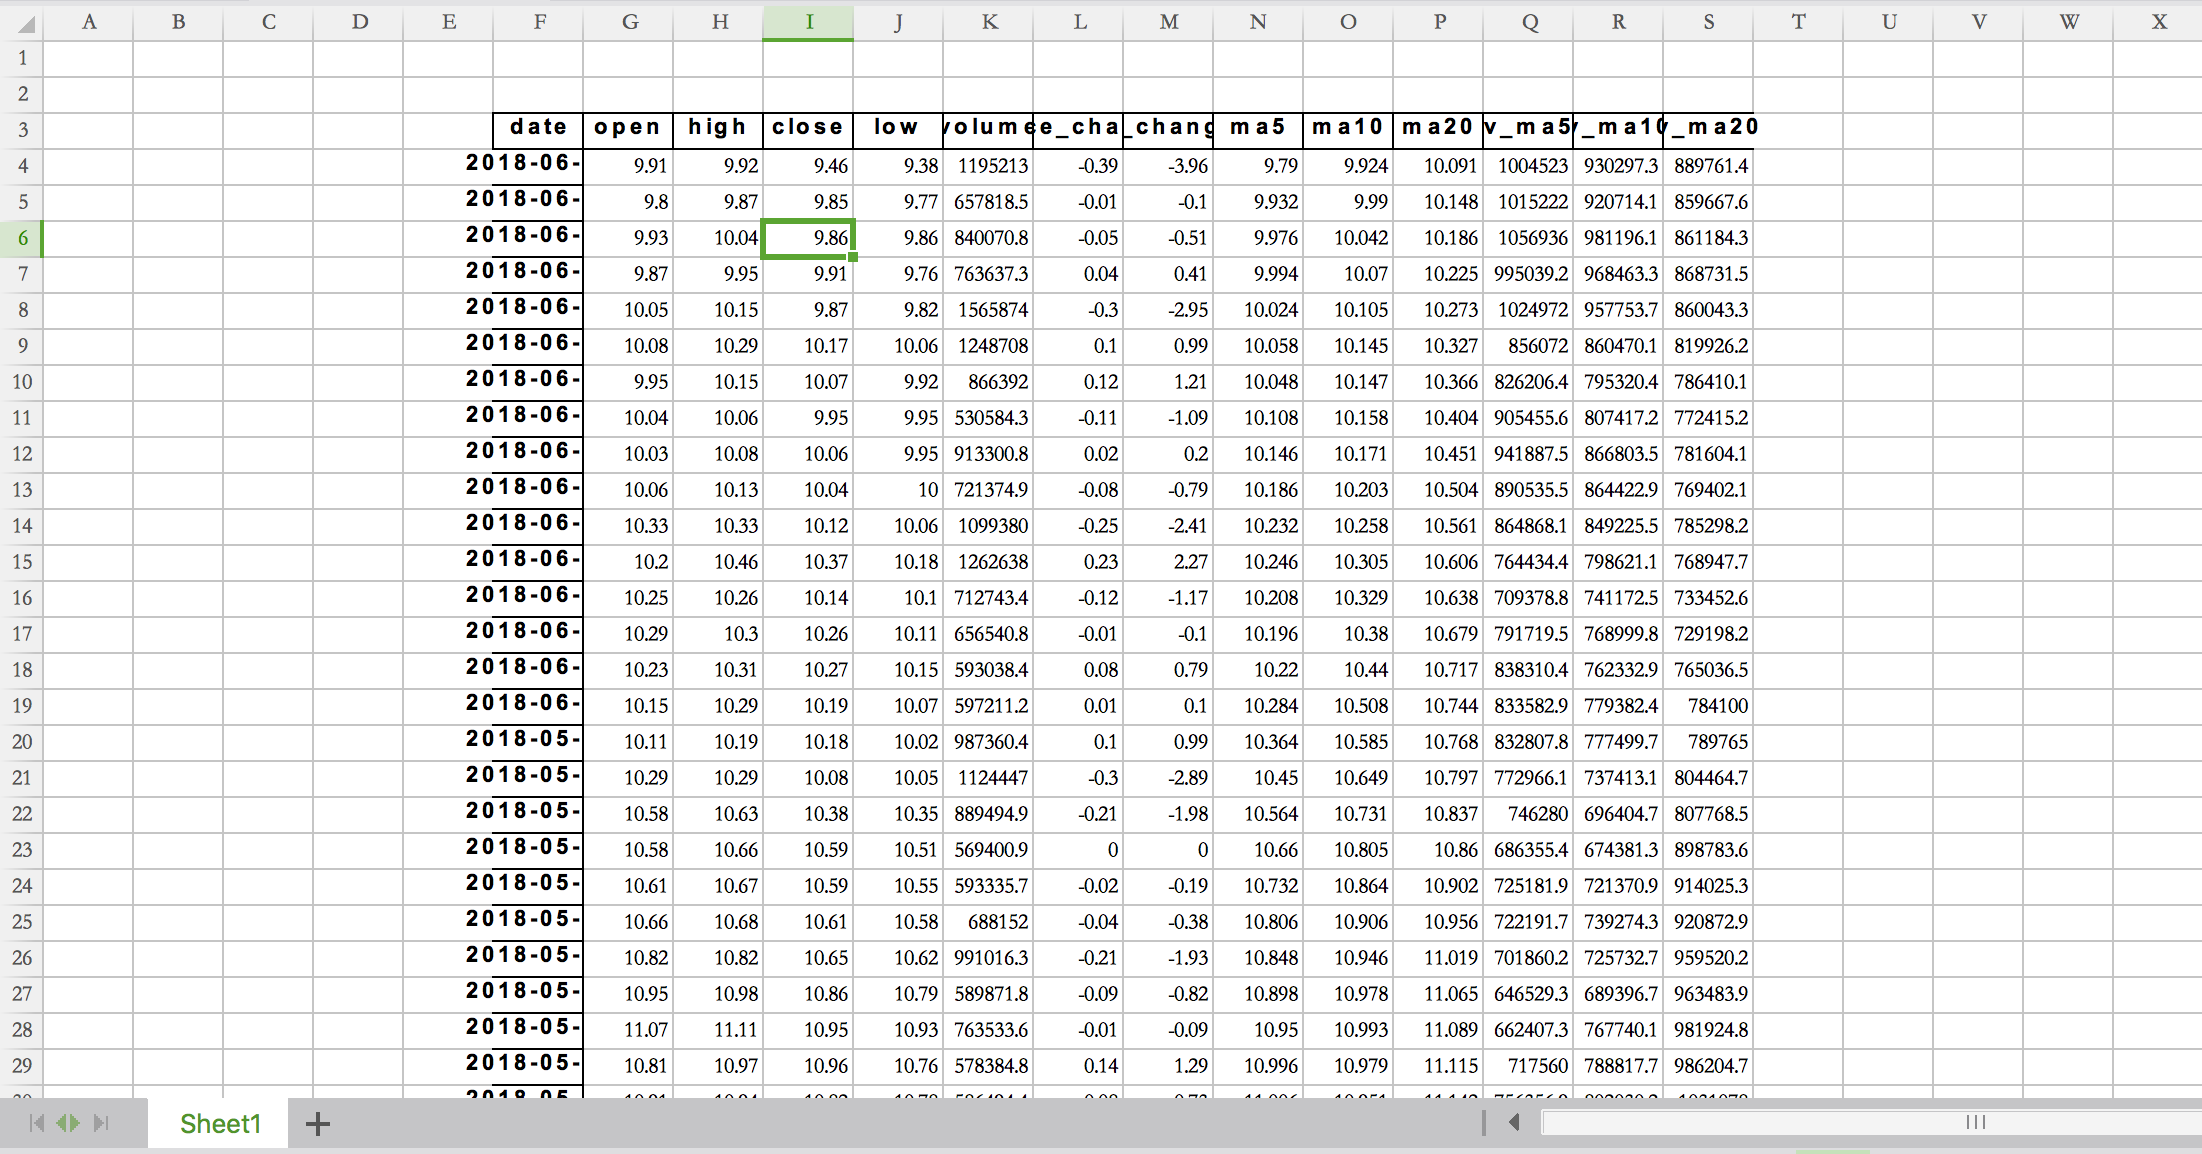 A B C D E F G H I J K L M N O P Q R S T U V W X
1
2
3 date open high close low volume e_cha _chang ma5 ma10 ma20 v_ma5 _ma10 _ma20
4 2018-06- 9.91 9.92 9.46 9.38 1195213 -0.39 -3.96 9.79 9.924 10.091 1004523 930297.3 889761.4
5 2018-06- 9.8 9.87 9.85 9.77 657818.5 -0.01 -0.1 9.932 9.99 10.148 1015222 920714.1 859667.6
6 2018-06- 9.93 10.04 9.86 9.86 840070.8 -0.05 -0.51 9.976 10.042 10.186 1056936 981196.1 861184.3
7 2018-06- 9.87 9.95 9.91 9.76 763637.3 0.04 0.41 9.994 10.07 10.225 995039.2 968463.3 868731.5
8 2018-06- 10.05 10.15 9.87 9.82 1565874 -0.3 -2.95 10.024 10.105 10.273 1024972 957753.7 860043.3
9 2018-06- 10.08 10.29 10.17 10.06 1248708 0.1 0.99 10.058 10.145 10.327 856072 860470.1 819926.2
10 2018-06- 9.95 10.15 10.07 9.92 866392 0.12 1.21 10.048 10.147 10.366 826206.4 795320.4 786410.1
11 2018-06- 10.04 10.06 9.95 9.95 530584.3 -0.11 -1.09 10.108 10.158 10.404 905455.6 807417.2 772415.2
12 2018-06- 10.03 10.08 10.06 9.95 913300.8 0.02 0.2 10.146 10.171 10.451 941887.5 866803.5 781604.1
13 2018-06- 10.06 10.13 10.04 10 721374.9 -0.08 -0.79 10.186 10.203 10.504 890535.5 864422.9 769402.1
14 2018-06- 10.33 10.33 10.12 10.06 1099380 -0.25 -2.41 10.232 10.258 10.561 864868.1 849225.5 785298.2
15 2018-06- 10.2 10.46 10.37 10.18 1262638 0.23 2.27 10.246 10.305 10.606 764434.4 798621.1 768947.7
16 2018-06- 10.25 10.26 10.14 10.1 712743.4 -0.12 -1.17 10.208 10.329 10.638 709378.8 741172.5 733452.6
17 2018-06- 10.29 10.3 10.26 10.11 656540.8 -0.01 -0.1 10.196 10.38 10.679 791719.5 768999.8 729198.2
18 2018-06- 10.23 10.31 10.27 10.15 593038.4 0.08 0.79 10.22 10.44 10.717 838310.4 762332.9 765036.5
19 2018-06- 10.15 10.29 10.19 10.07 597211.2 0.01 0.1 10.284 10.508 10.744 833582.9 779382.4 784100
20 2018-05- 10.11 10.19 10.18 10.02 987360.4 0.1 0.99 10.364 10.585 10.768 832807.8 777499.7 789765
21 2018-05- 10.29 10.29 10.08 10.05 1124447 -0.3 -2.89 10.45 10.649 10.797 772966.1 737413.1 804464.7
22 2018-05- 10.58 10.63 10.38 10.35 889494.9 -0.21 -1.98 10.564 10.731 10.837 746280 696404.7 807768.5
23 2018-05- 10.58 10.66 10.59 10.51 569400.9 0 0 10.66 10.805 10.86 686355.4 674381.3 898783.6
24 2018-05- 10.61 10.67 10.59 10.55 593335.7 -0.02 -0.19 10.732 10.864 10.902 725181.9 721370.9 914025.3
25 2018-05- 10.66 10.68 10.61 10.58 688152 -0.04 -0.38 10.806 10.906 10.956 722191.7 739274.3 920872.9
26 2018-05- 10.82 10.82 10.65 10.62 991016.3 -0.21 -1.93 10.848 10.946 11.019 701860.2 725732.7 959520.2
27 2018-05- 10.95 10.98 10.86 10.79 589871.8 -0.09 -0.82 10.898 10.978 11.065 646529.3 689396.7 963483.9
28 2018-05- 11.07 11.11 10.95 10.93 763533.6 -0.01 -0.09 10.95 10.993 11.089 662407.3 767740.1 981924.8
29 2018-05- 10.81 10.97 10.96 10.76 578384.8 0.14 1.29 10.996 10.979 11.115 717560 788817.7 986204.7
Sheet1